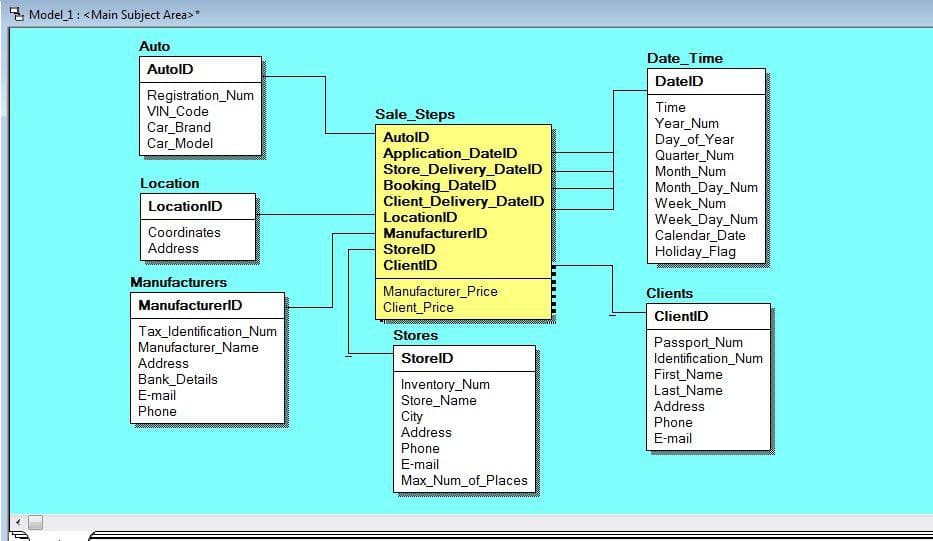 Model_1 : <Main Subject Area>*
Auto
AutoID
Registration_Num
VIN_Code
Car_Brand
Car_Model
Location
LocationID
Coordinates
Address
Manufacturers
ManufacturerID
Tax_Identification_Num
Manufacturer_Name
Address
Bank_Details
E-mail
Phone
Sale_Steps
AutoID
Application_DateID
Store_Delivery_DateID
Booking_DateID
Client_Delivery_DateID
LocationID
ManufacturerID
StoreID
ClientID
Manufacturer_Price
Client_Price
Stores
StoreID
Inventory_Num
Store_Name
City
Address
Phone
E-mail
Max_Num_of_Places
Date_Time
DateID
Time
Year_Num
Day_of_Year
Quarter_Num
Month_Num
Month_Day_Num
Week_Num
Week_Day_Num
Calendar_Date
Holiday_Flag
Clients
ClientID
Passport_Num
Identification_Num
First_Name
Last_Name
Address
Phone
E-mail